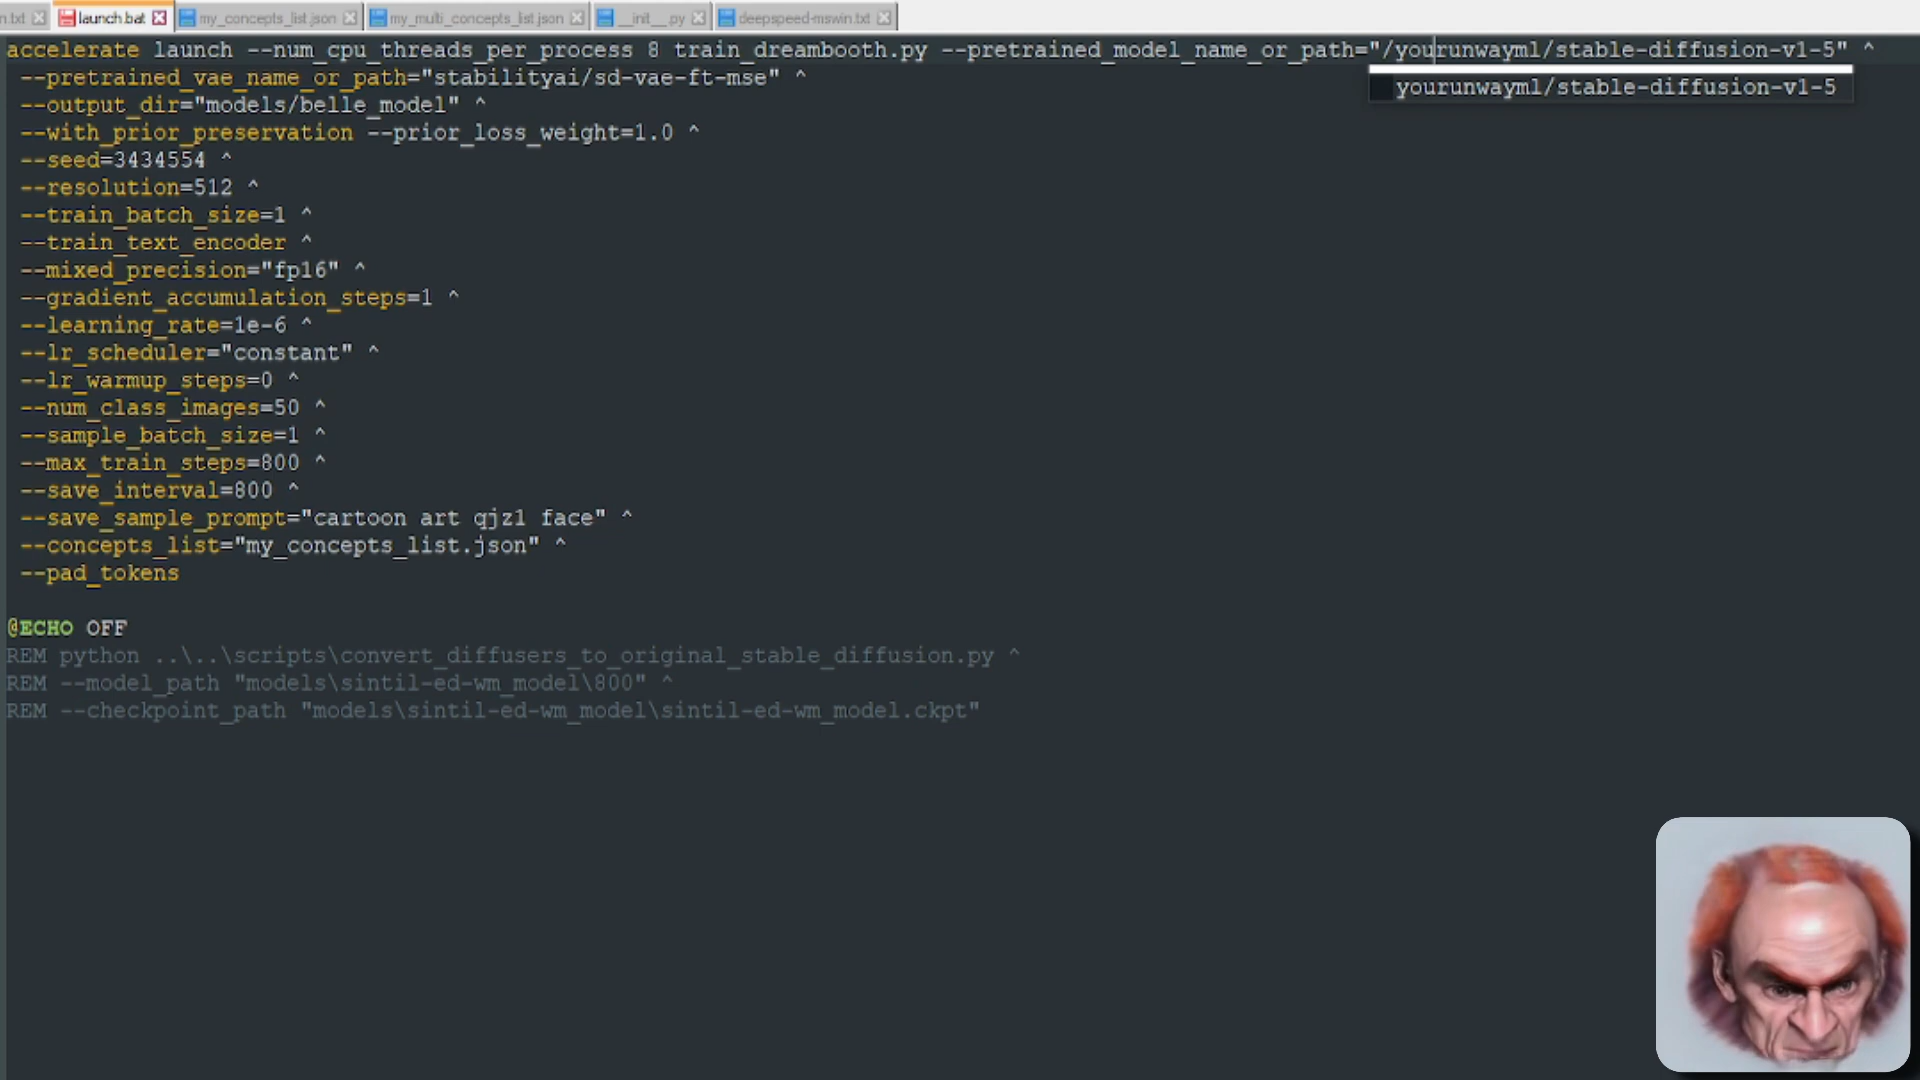 n.txt launch.bat my_concepts_list.json my_multi_concepts_list.json __init__.py deepspeed-mswin.txt
accelerate launch --num_cpu_threads_per_process 8 train_dreambooth.py --pretrained_model_name_or_path="/yourunwayml/stable-diffusion-v1-5" ^
yourunwayml/stable-diffusion-v1-5
--pretrained_vae_name_or_path="stabilityai/sd-vae-ft-mse" ^
--output_dir="models/belle_model" ^
--with_prior_preservation --prior_loss_weight=1.0 ^
--seed=3434554 ^
--resolution=512 ^
--train_batch_size=1 ^
--train_text_encoder ^
--mixed_precision="fp16" ^
--gradient_accumulation_steps=1 ^
--learning_rate=1e-6 ^
--lr_scheduler="constant" ^
--lr_warmup_steps=0 ^
--num_class_images=50 ^
--sample_batch_size=1 ^
--max_train_steps=800 ^
--save_interval=800 ^
--save_sample_prompt="cartoon art qjz1 face" ^
--concepts_list="my_concepts_list.json" ^
--pad_tokens
@ECHO OFF
REM python ..\..\scripts\convert_diffusers_to_original_stable_diffusion.py ^
REM --model_path "models\sintil-ed-wm_model\800" ^
REM --checkpoint_path "models\sintil-ed-wm_model\sintil-ed-wm_model.ckpt"